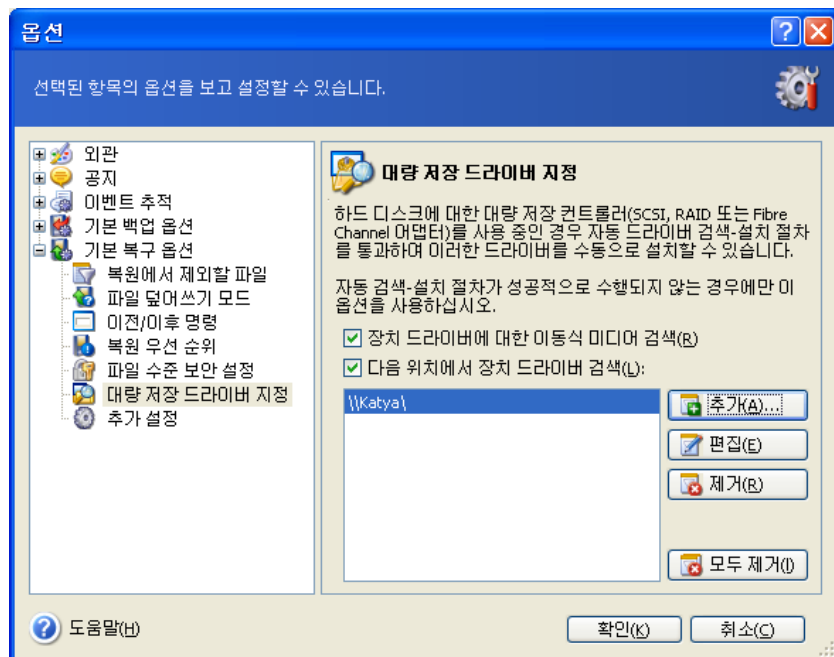 옵션
선택된 항목의 옵션을 보고 설정할 수 있습니다.
외관
공지
이벤트 추적
기본 백업 옵션
기본 복구 옵션
복원에서 제외할 파일
파일 덮어쓰기 모드
이전/이후 명령
복원 우선 순위
파일 수준 보안 설정
대량 저장 드라이버 지정
추가 설정
대량 저장 드라이버 지정
하드 디스크에 대한 대량 저장 컨트롤러(SCSI, RAID 또는 Fibre
Channel 어댑터)를 사용 중인 경우 자동 드라이버 검색-설치 절차
를 통과하여 이러한 드라이버를 수동으로 설치할 수 있습니다.
자동 검색-설치 절차가 성공적으로 수행되지 않는 경우에만 이
옵션을 사용하십시오.
장치 드라이버에 대한 이동식 미디어 검색(R)
다음 위치에서 장치 드라이버 검색(L):
\\Katya\
추가(A)...
편집(E)
제거(R)
모두 제거(l)
도움말(H)
확인(K)
취소(C)